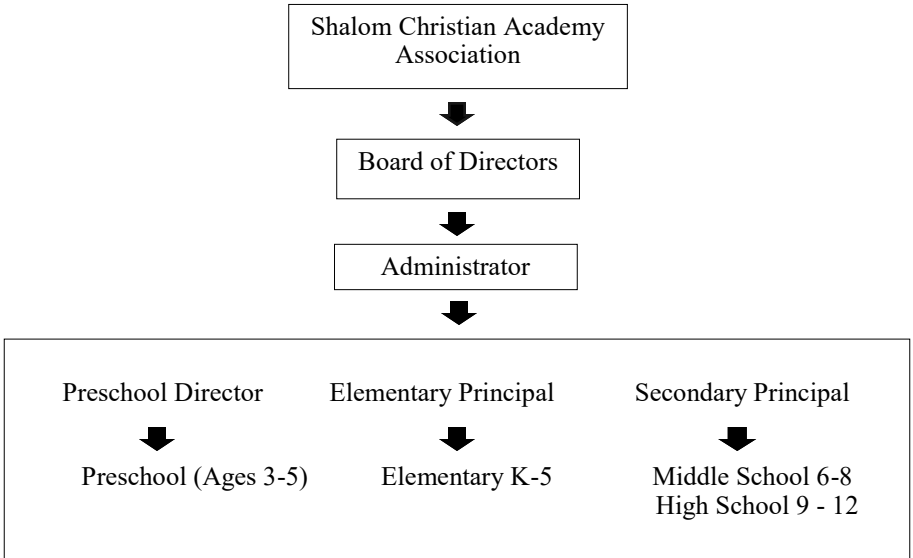 Shalom Christian Academy
Association
Board of Directors
Administrator
Preschool Director
Elementary Principal
Secondary Principal
Preschool (Ages 3-5)
Elementary K-5
Middle School 6-8
High School 9 - 12